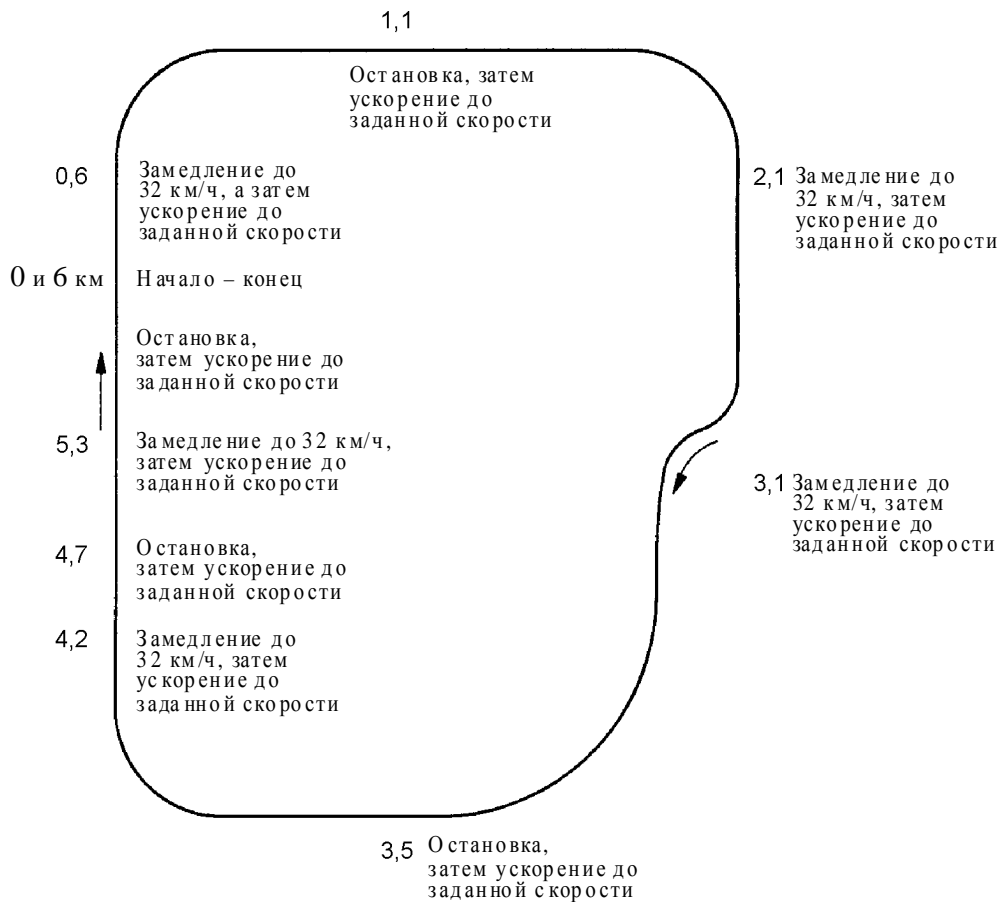 1,1
Остановка, затем
ускорение до
заданной скорости
0,6
Замедление до
32 км/ч, а затем
ускорение до
заданной скорости
2,1
Замедление до
32 км/ч, затем
ускорение до
заданной скорости
0 и 6 км
Начало – конец
Остановка,
затем ускорение до
заданной скорости
5,3
Замедление до 32 км/ч,
затем ускорение до
заданной скорости
3,1
Замедление до
32 км/ч, затем
ускорение до
заданной скорости
4,7
Остановка,
затем ускорение до
заданной скорости
4,2
Замедление до
32 км/ч, затем
ускорение до
заданной скорости
3,5
Остановка,
затем ускорение до
заданной скорости